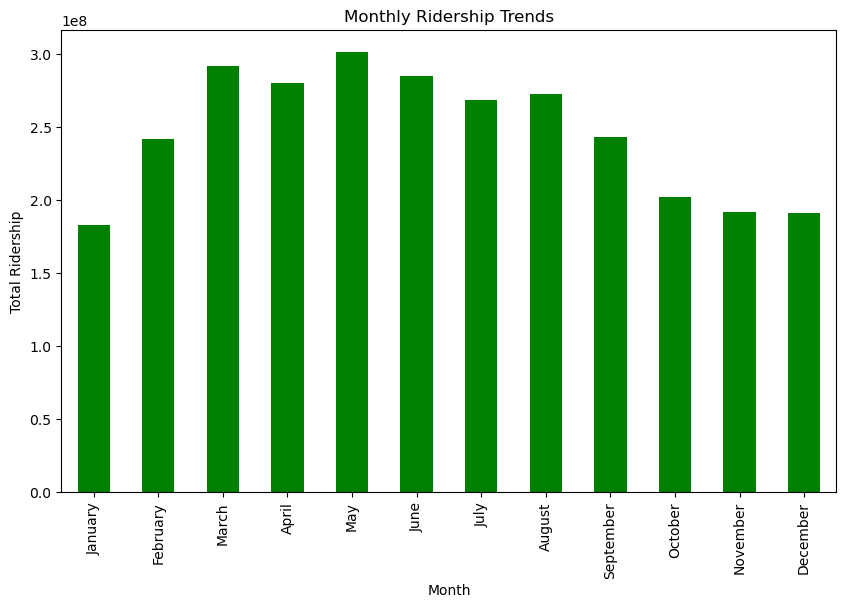 Monthly Ridership Trends
1e8
3.0
2.5
2.0
1.5
1.0
0.5
0.0
Total Ridership
January
February
March
April
May
June
July
August
September
October
November
December
Month